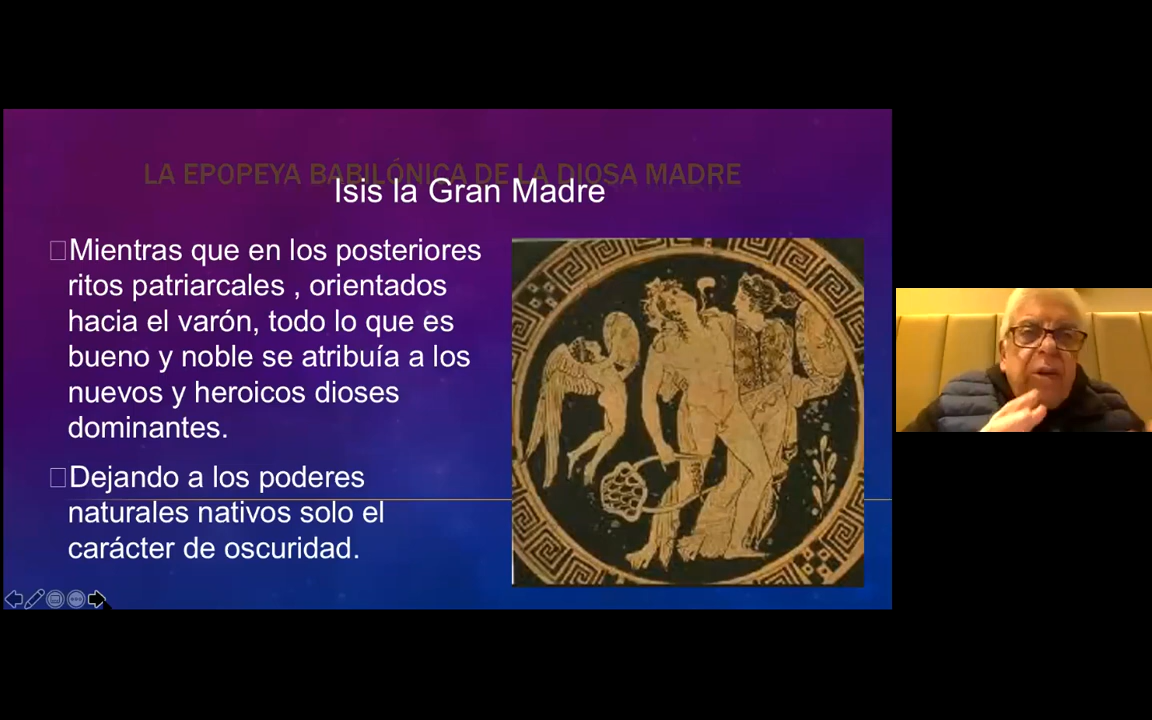 LA EPOPEYA BABILÓNICA DE LA DIOSA MADRE
Isis la Gran Madre
Mientras que en los posteriores
ritos patriarcales , orientados
hacia el varón, todo lo que es
bueno y noble se atribuía a los
nuevos y heroicos dioses
dominantes.
Dejando a los poderes
naturales nativos solo el
carácter de oscuridad.